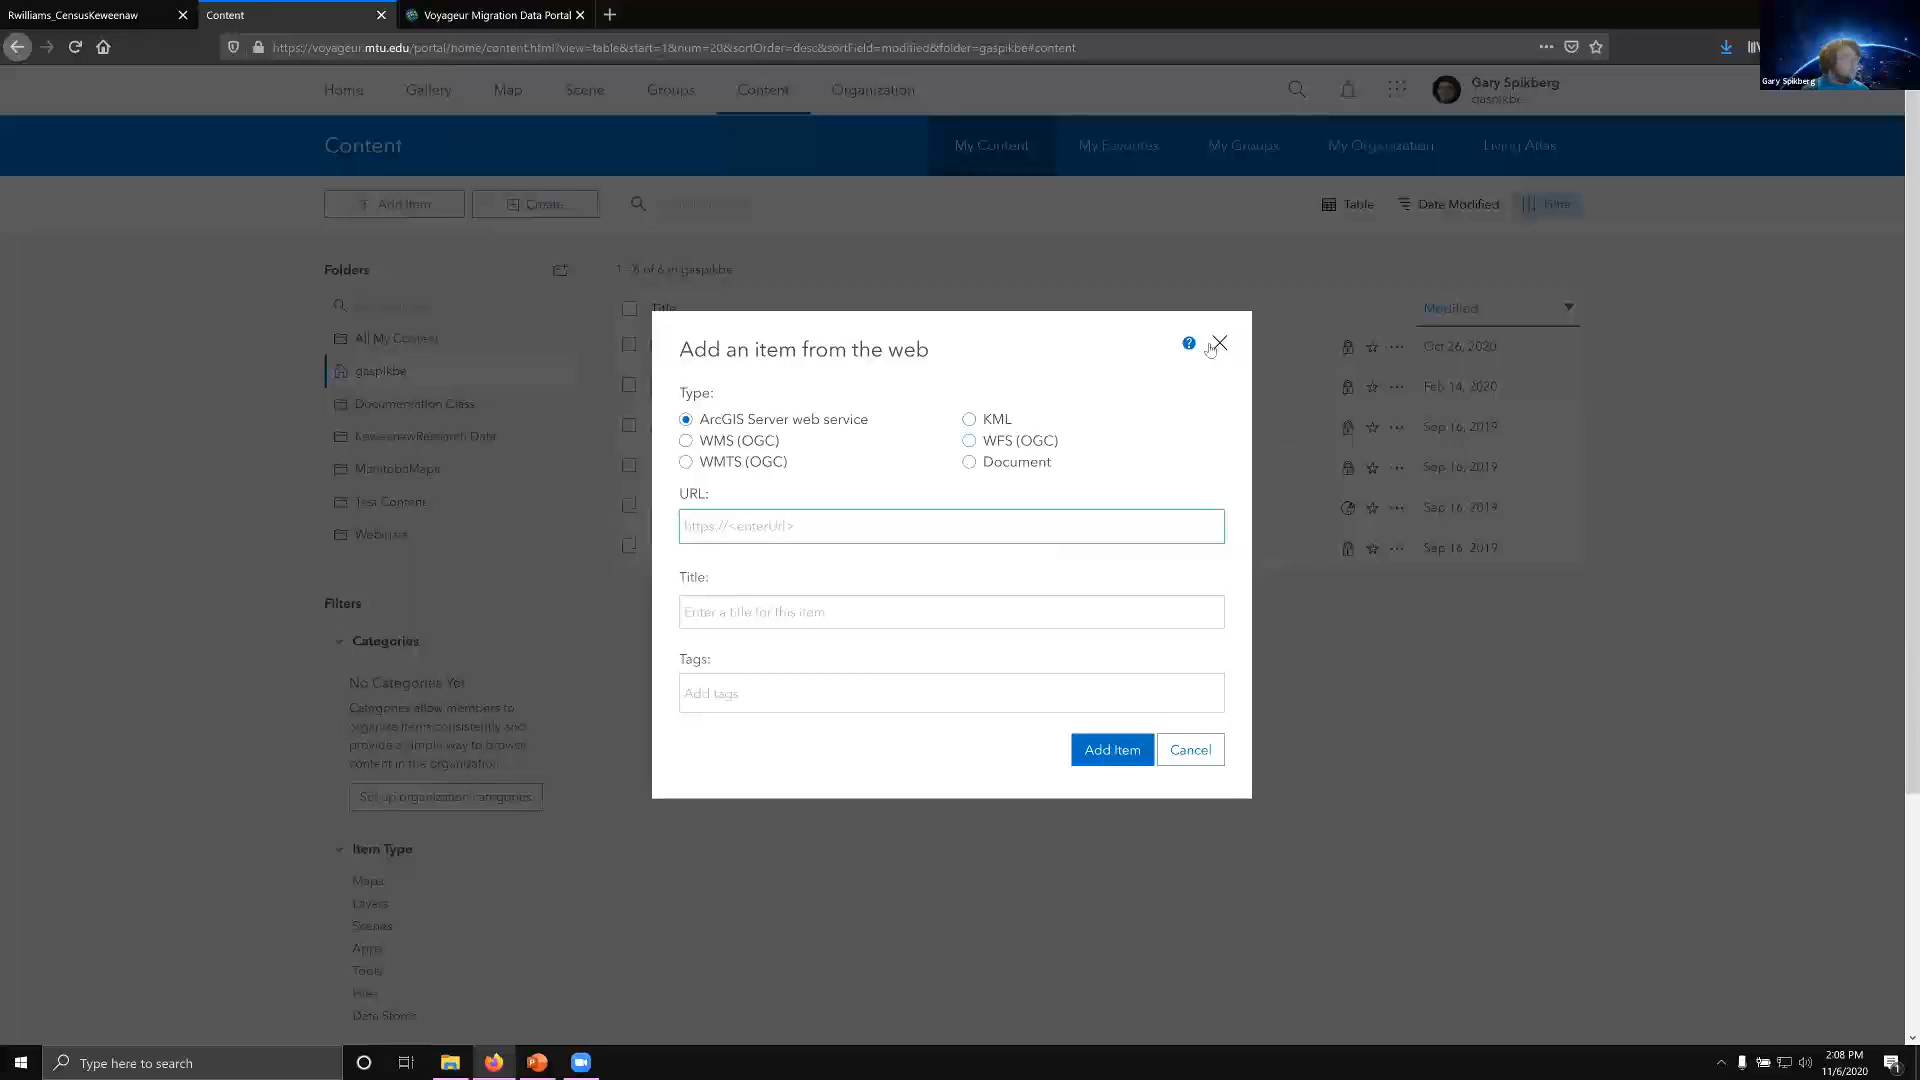 Rwilliams_CensusKeweenaw
Content
Voyageur Migration Data Portal
https://voyageur.mtu.edu/portal/home/content.html?view=table&start=1&num=20&sortOrder=desc&sortField=modified&folder=gaspikbe#content
Gary Spikberg
Home Gallery Map Scene Groups Content Organization
Gary Spikberg
gaspikbe
Content
My Content My Favorites My Groups My Organization Living Atlas
Add Item Create
Table Date Modified Filter
Folders
1 - 6 of 6 in gaspikbe
All My Content
gaspikbe
Documentation Class
KeweenawResearch Data
ManitobaMaps
Test Content
Webinars
Title
Modified
Oct 26, 2020
Feb 14, 2020
Sep 16, 2019
Sep 16, 2019
Sep 16, 2019
Sep 16, 2019
Add an item from the web
Type:
ArcGIS Server web service
KML
WMS (OGC)
WFS (OGC)
WMTS (OGC)
Document
URL:
https://<enterUrl>
Title:
Enter a title for this item
Tags:
Add tags
Add Item Cancel
Filters
Categories
No Categories Yet
Categories allow members to
organize items consistently and
provide a simple way to browse
content in the organization.
Set up organization categories
Item Type
Maps
Layers
Scenes
Apps
Tools
Files
Data Stores
Type here to search
2:08 PM
11/6/2020